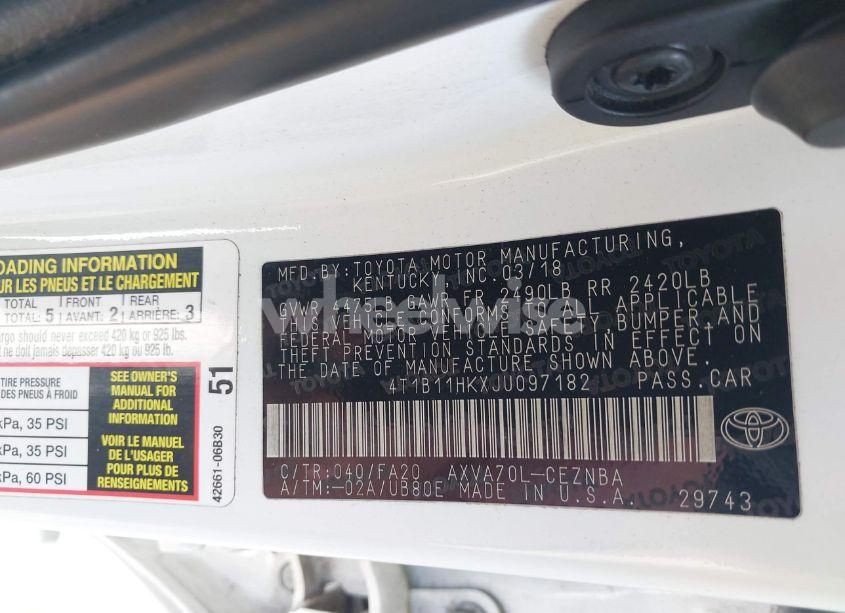 OADING INFORMATION
UR LES PNEUS ET LE CHARGEMENT
TOTAL FRONT REAR
TOTAL: 5 AVANT: 2 ARRIÈRE: 3
argo should never exceed 420 kg or 925 lbs.
t ne doit jamais dépasser 420 kg ou 925 lb.
TIRE PRESSURE
DES PNEUS À FROID
kPa, 35 PSI
kPa, 35 PSI
kPa, 60 PSI
SEE OWNER'S
MANUAL FOR
ADDITIONAL
INFORMATION
VOIR LE MANUEL
DE L'USAGER
POUR PLUS DE
RENSEIGNEMENTS
51
42661-06B30
MFD.BY: TOYOTA MOTOR MANUFACTURING,
KENTUCKY, INC. 03/18
GVWR 4475LB GAWR FR 2490LB RR 2420LB
THIS VEHICLE CONFORMS TO ALL APPLICABLE
FEDERAL MOTOR VEHICLE SAFETY, BUMPER, AND
THEFT PREVENTION STANDARDS IN EFFECT ON
THE DATE OF MANUFACTURE SHOWN ABOVE.
4T1B11HKXJU097182 PASS.CAR
C/TR:040/FA20 AXVA70L-CEZNBA
A/TM:-02A/UB80E MADE IN U.S.A. 29743
wheelwise